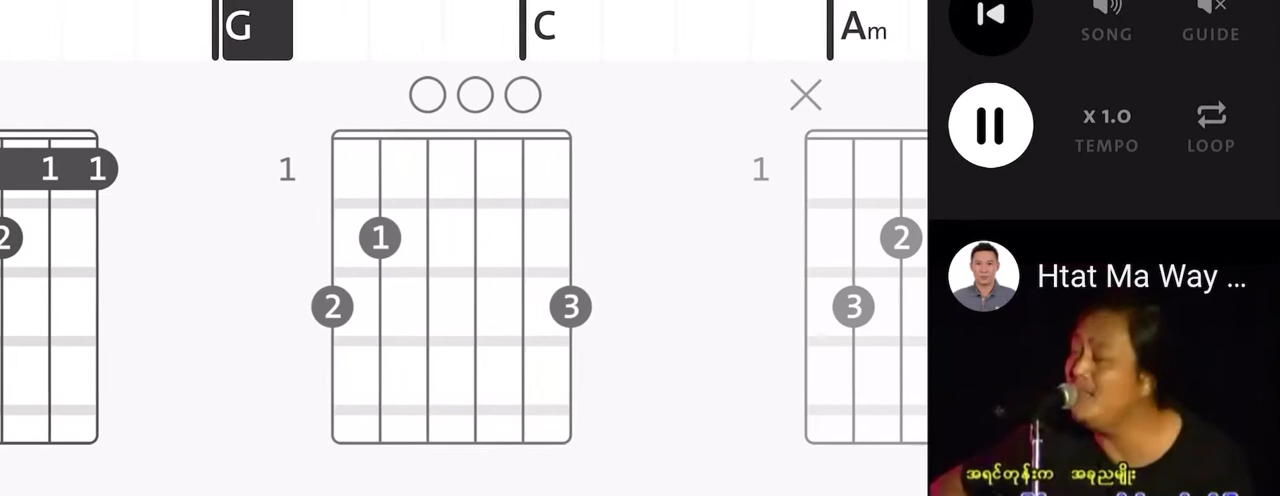 G C Am
1 1 2
1 1 2 3
1 2 3
SONG GUIDE
x 1.0
TEMPO LOOP
Htat Ma Way ...
အရင်တုန်းက အခုညမျိုး